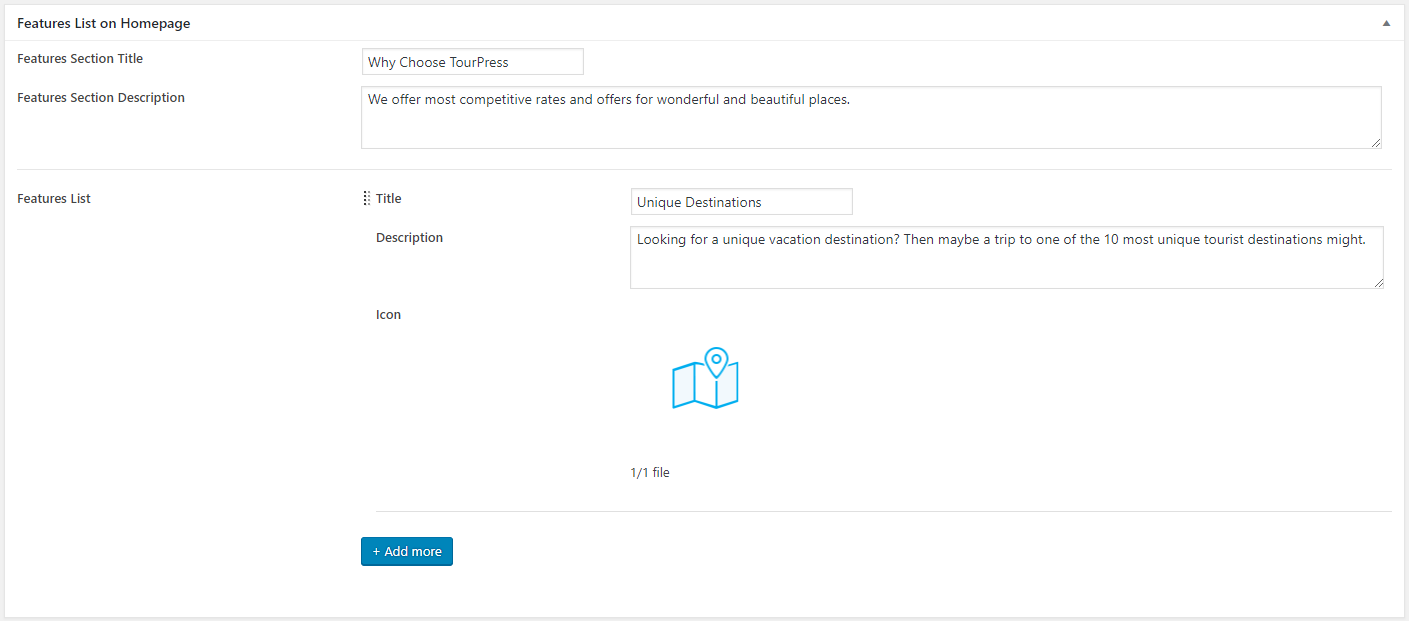 Features List on Homepage
Features Section Title
Why Choose TourPress
Features Section Description
We offer most competitive rates and offers for wonderful and beautiful places.
Features List
Title
Unique Destinations
Description
Looking for a unique vacation destination? Then maybe a trip to one of the 10 most unique tourist destinations might.
Icon
1/1 file
+ Add more